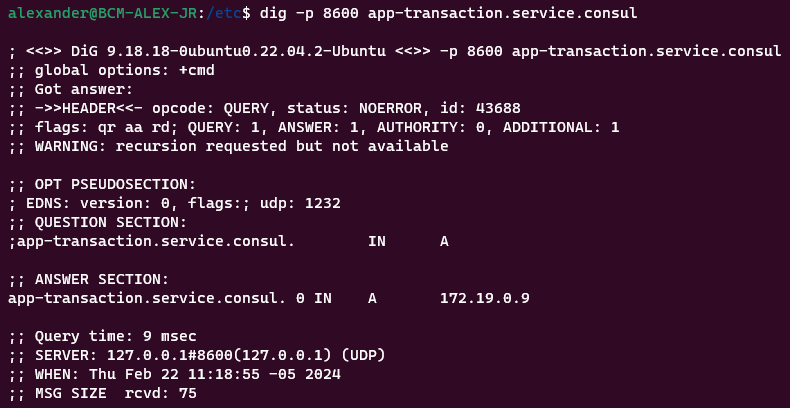 alexander@BCM-ALEX-JR:/etc$ dig -p 8600 app-transaction.service.consul
; <<>> DiG 9.18.18-0ubuntu0.22.04.2-Ubuntu <<>> -p 8600 app-transaction.service.consul
;; global options: +cmd
;; Got answer:
;; ->>HEADER<<- opcode: QUERY, status: NOERROR, id: 43688
;; flags: qr aa rd; QUERY: 1, ANSWER: 1, AUTHORITY: 0, ADDITIONAL: 1
;; WARNING: recursion requested but not available
;; OPT PSEUDOSECTION:
; EDNS: version: 0, flags:; udp: 1232
;; QUESTION SECTION:
;app-transaction.service.consul.        IN      A
;; ANSWER SECTION:
app-transaction.service.consul. 0 IN    A       172.19.0.9
;; Query time: 9 msec
;; SERVER: 127.0.0.1#8600(127.0.0.1) (UDP)
;; WHEN: Thu Feb 22 11:18:55 -05 2024
;; MSG SIZE  rcvd: 75